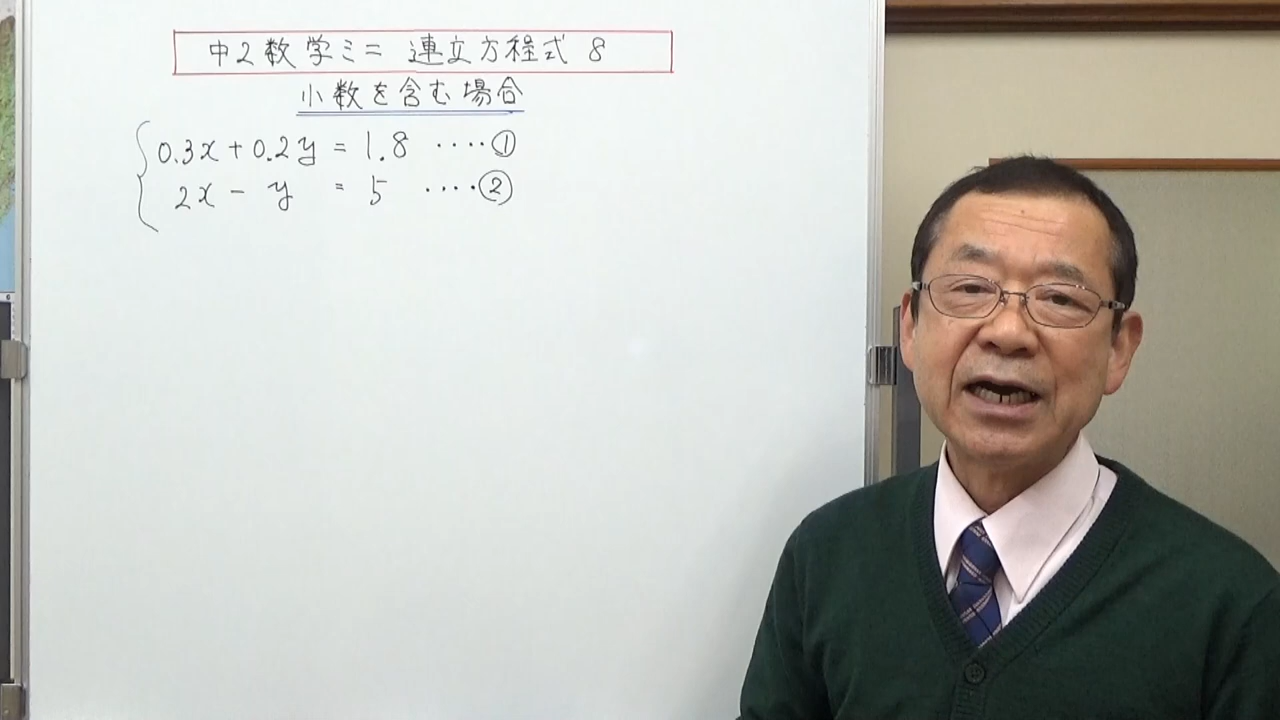 中2数学ミニ 連立方程式 8
小数を含む場合
0.3x+0.2y = 1.8 ····①
2x - y = 5 ····②